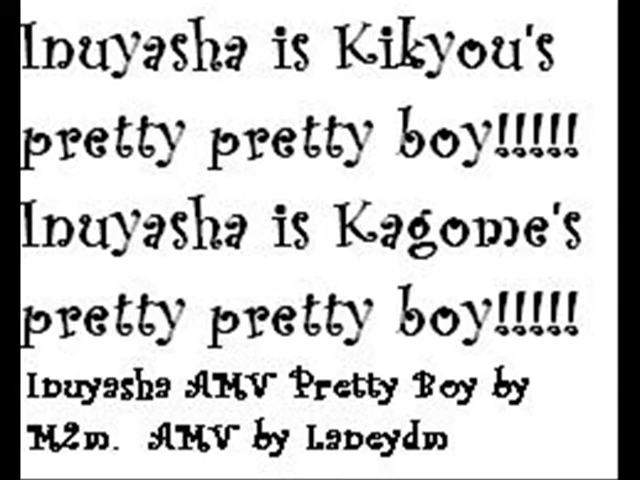 Inuyasha is Kikyou's
pretty pretty boy!!!!!
Inuyasha is Kagome's
pretty pretty boy!!!!!
Inuyasha AMV Pretty Boy by
M2m. AMV by Laneydm